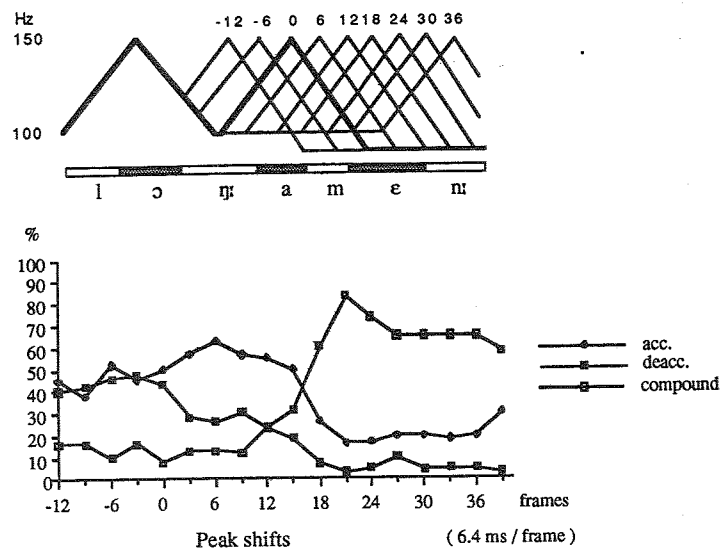 Hz
-12 -6 0 6 12 18 24 30 36
150
100
l ɔ ŋː a m ɛ nː
%
100
90
80
70
60
50
40
30
20
10
0
acc.
deacc.
compound
-12 -6 0 6 12 18 24 30 36 frames
Peak shifts ( 6.4 ms / frame )